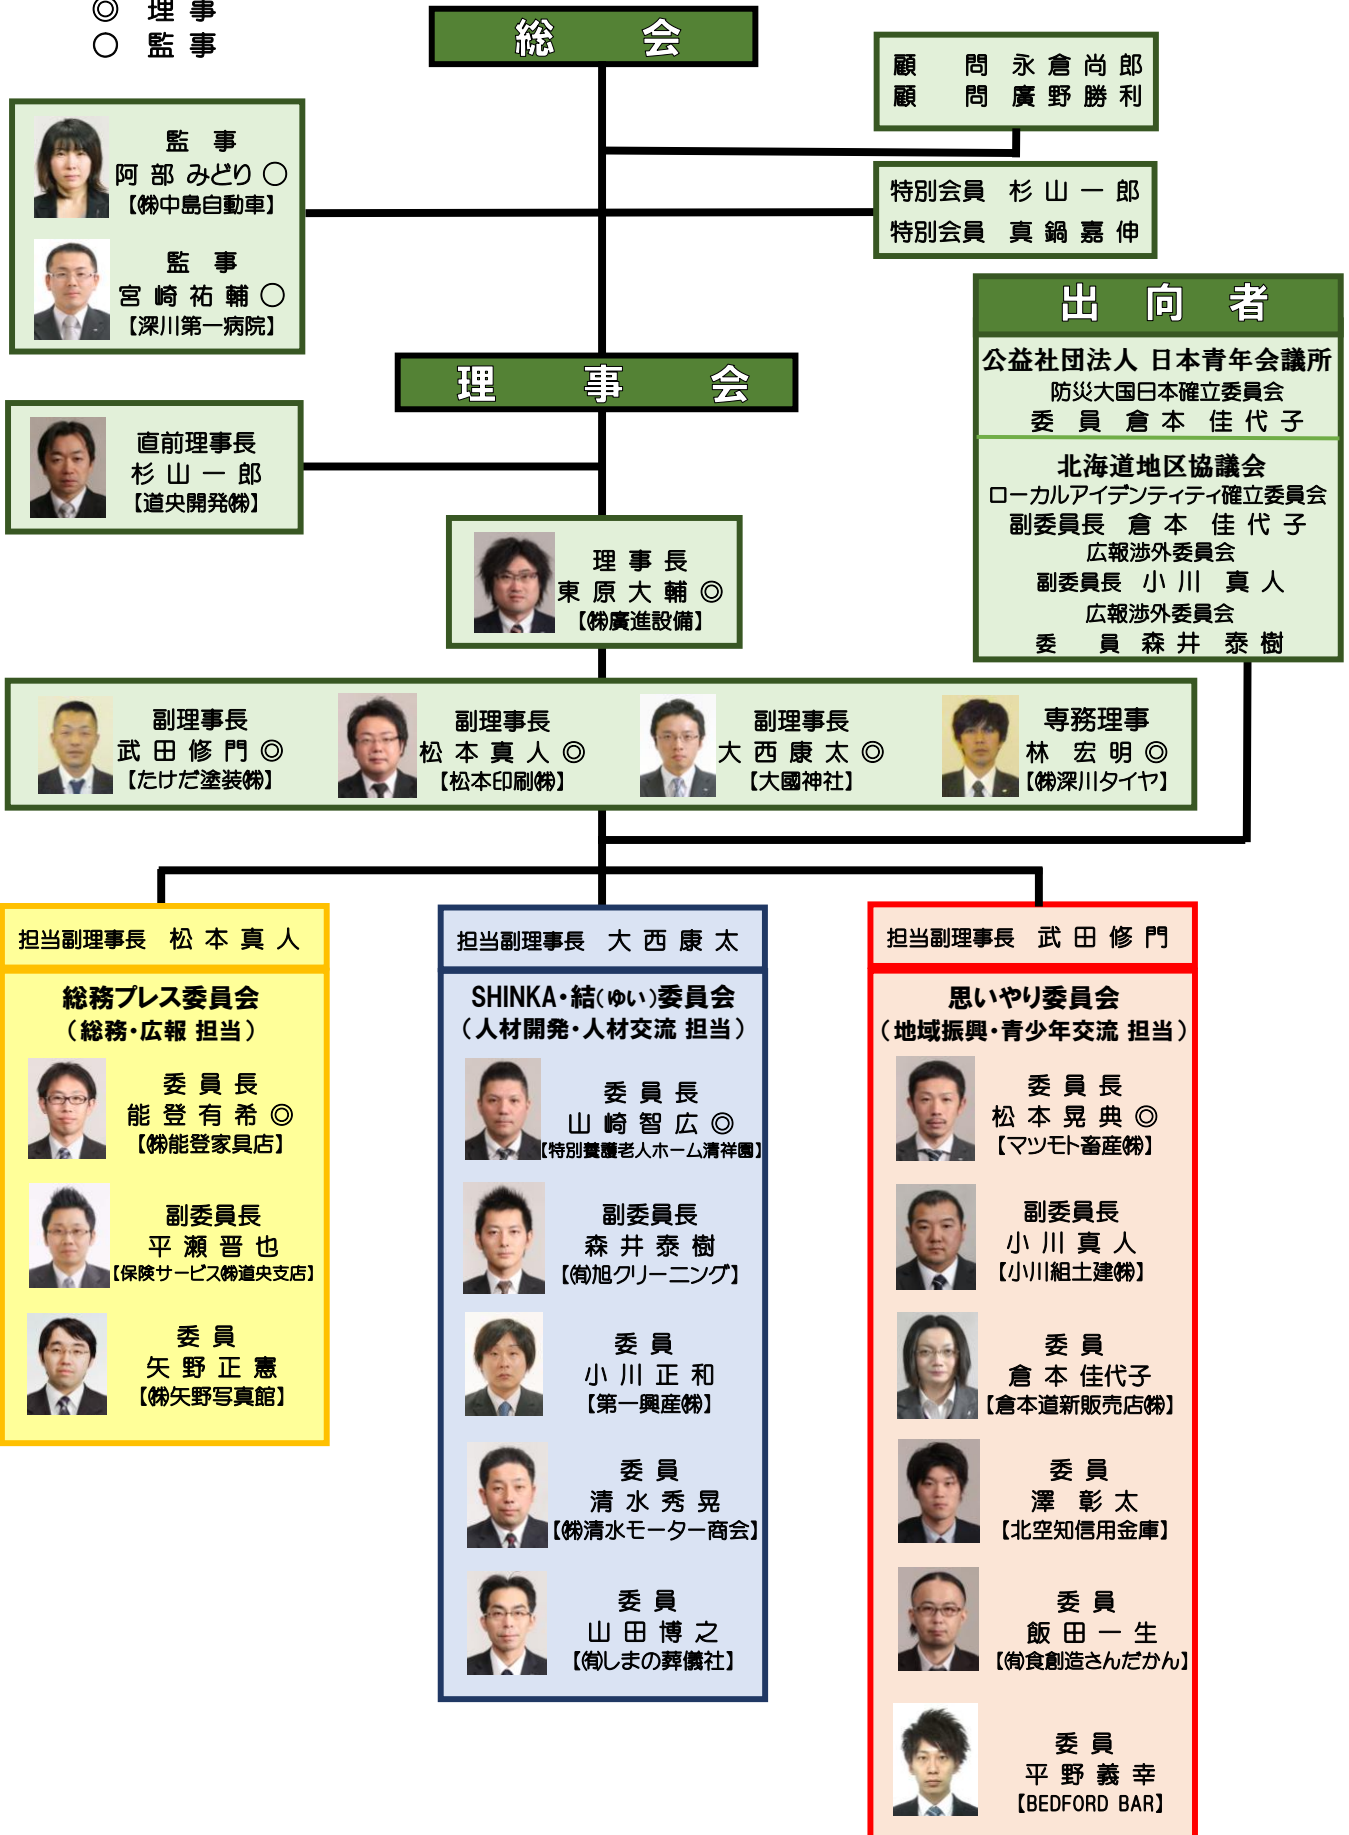 ◎ 理 事
○ 監 事
総 会
顧 問 永 倉 尚 郎
顧 問 廣 野 勝 利
監 事
阿 部 みどり ○
【㈱中島自動車】
監 事
宮 崎 祐 輔 ○
【深川第一病院】
特別会員 杉 山 一 郎
特別会員 真 鍋 嘉 伸
出 向 者
公益社団法人 日本青年会議所
防災大国日本確立委員会
委 員 倉 本 佳 代 子
北海道地区協議会
ローカルアイデンティティ確立委員会
副委員長 倉 本 佳 代 子
広報渉外委員会
副委員長 小 川 真 人
広報渉外委員会
委 員 森 井 泰 樹
理 事 会
直前理事長
杉 山 一 郎
【道央開発㈱】
理 事 長
東 原 大 輔 ◎
【㈱廣進設備】
副理事長
武 田 修 門 ◎
【たけだ塗装㈱】
副理事長
松 本 真 人 ◎
【松本印刷㈱】
副理事長
大 西 康 太 ◎
【大國神社】
専務理事
林 宏 明 ◎
【㈱深川タイヤ】
担当副理事長 松 本 真 人
総務プレス委員会
（総務・広報 担当）
委 員 長
能 登 有 希 ◎
【㈱能登家具店】
副委員長
平 瀬 晋 也
【保険サービス㈱道央支店】
委 員
矢 野 正 憲
【㈱矢野写真館】
担当副理事長 大 西 康 太
SHINKA・結（ゆい）委員会
（人材開発・人材交流 担当）
委 員 長
山 崎 智 広 ◎
【特別養護老人ホーム清祥園】
副委員長
森 井 泰 樹
【㈲旭クリーニング】
委 員
小 川 正 和
【第一興産㈱】
委 員
清 水 秀 晃
【㈱清水モーター商会】
委 員
山 田 博 之
【㈲しまの葬儀社】
担当副理事長 武 田 修 門
思いやり委員会
（地域振興・青少年交流 担当）
委 員 長
松 本 晃 典 ◎
【マツモト畜産㈱】
副委員長
小 川 真 人
【小川組土建㈱】
委 員
倉 本 佳代子
【倉本道新販売店㈱】
委 員
澤 彰 太
【北空知信用金庫】
委 員
飯 田 一 生
【㈲食創造さんだかん】
委 員
平 野 義 幸
【BEDFORD BAR】